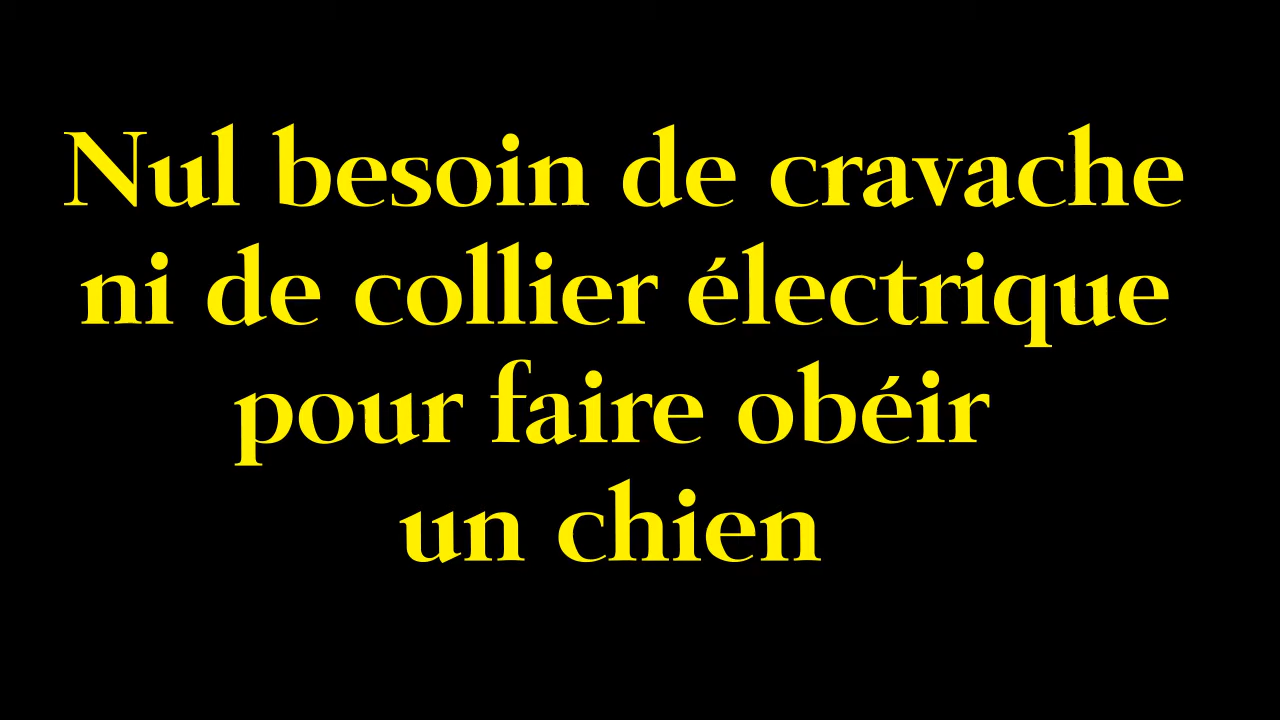 Nul besoin de cravache
ni de collier électrique
pour faire obéir
un chien